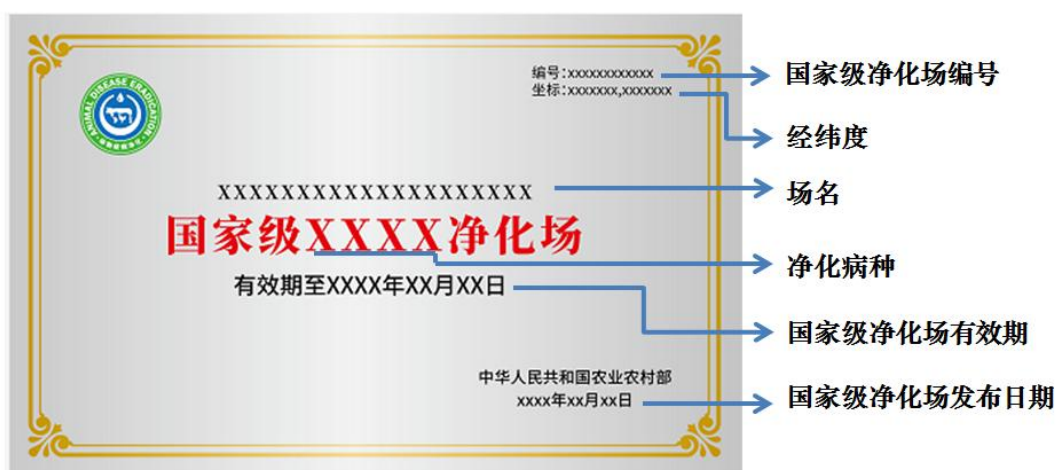 编号:xxxxxxxxxxxx
坐标:xxxxxxx,xxxxxxx
ANIMAL DISEASE ERADICATION
XXXXXXXXXXXXXXXXXXXX
国家级XXXX净化场
有效期至XXXX年XX月XX日
中华人民共和国农业农村部
xxxx年xx月xx日
国家级净化场编号
经纬度
场名
净化病种
国家级净化场有效期
国家级净化场发布日期